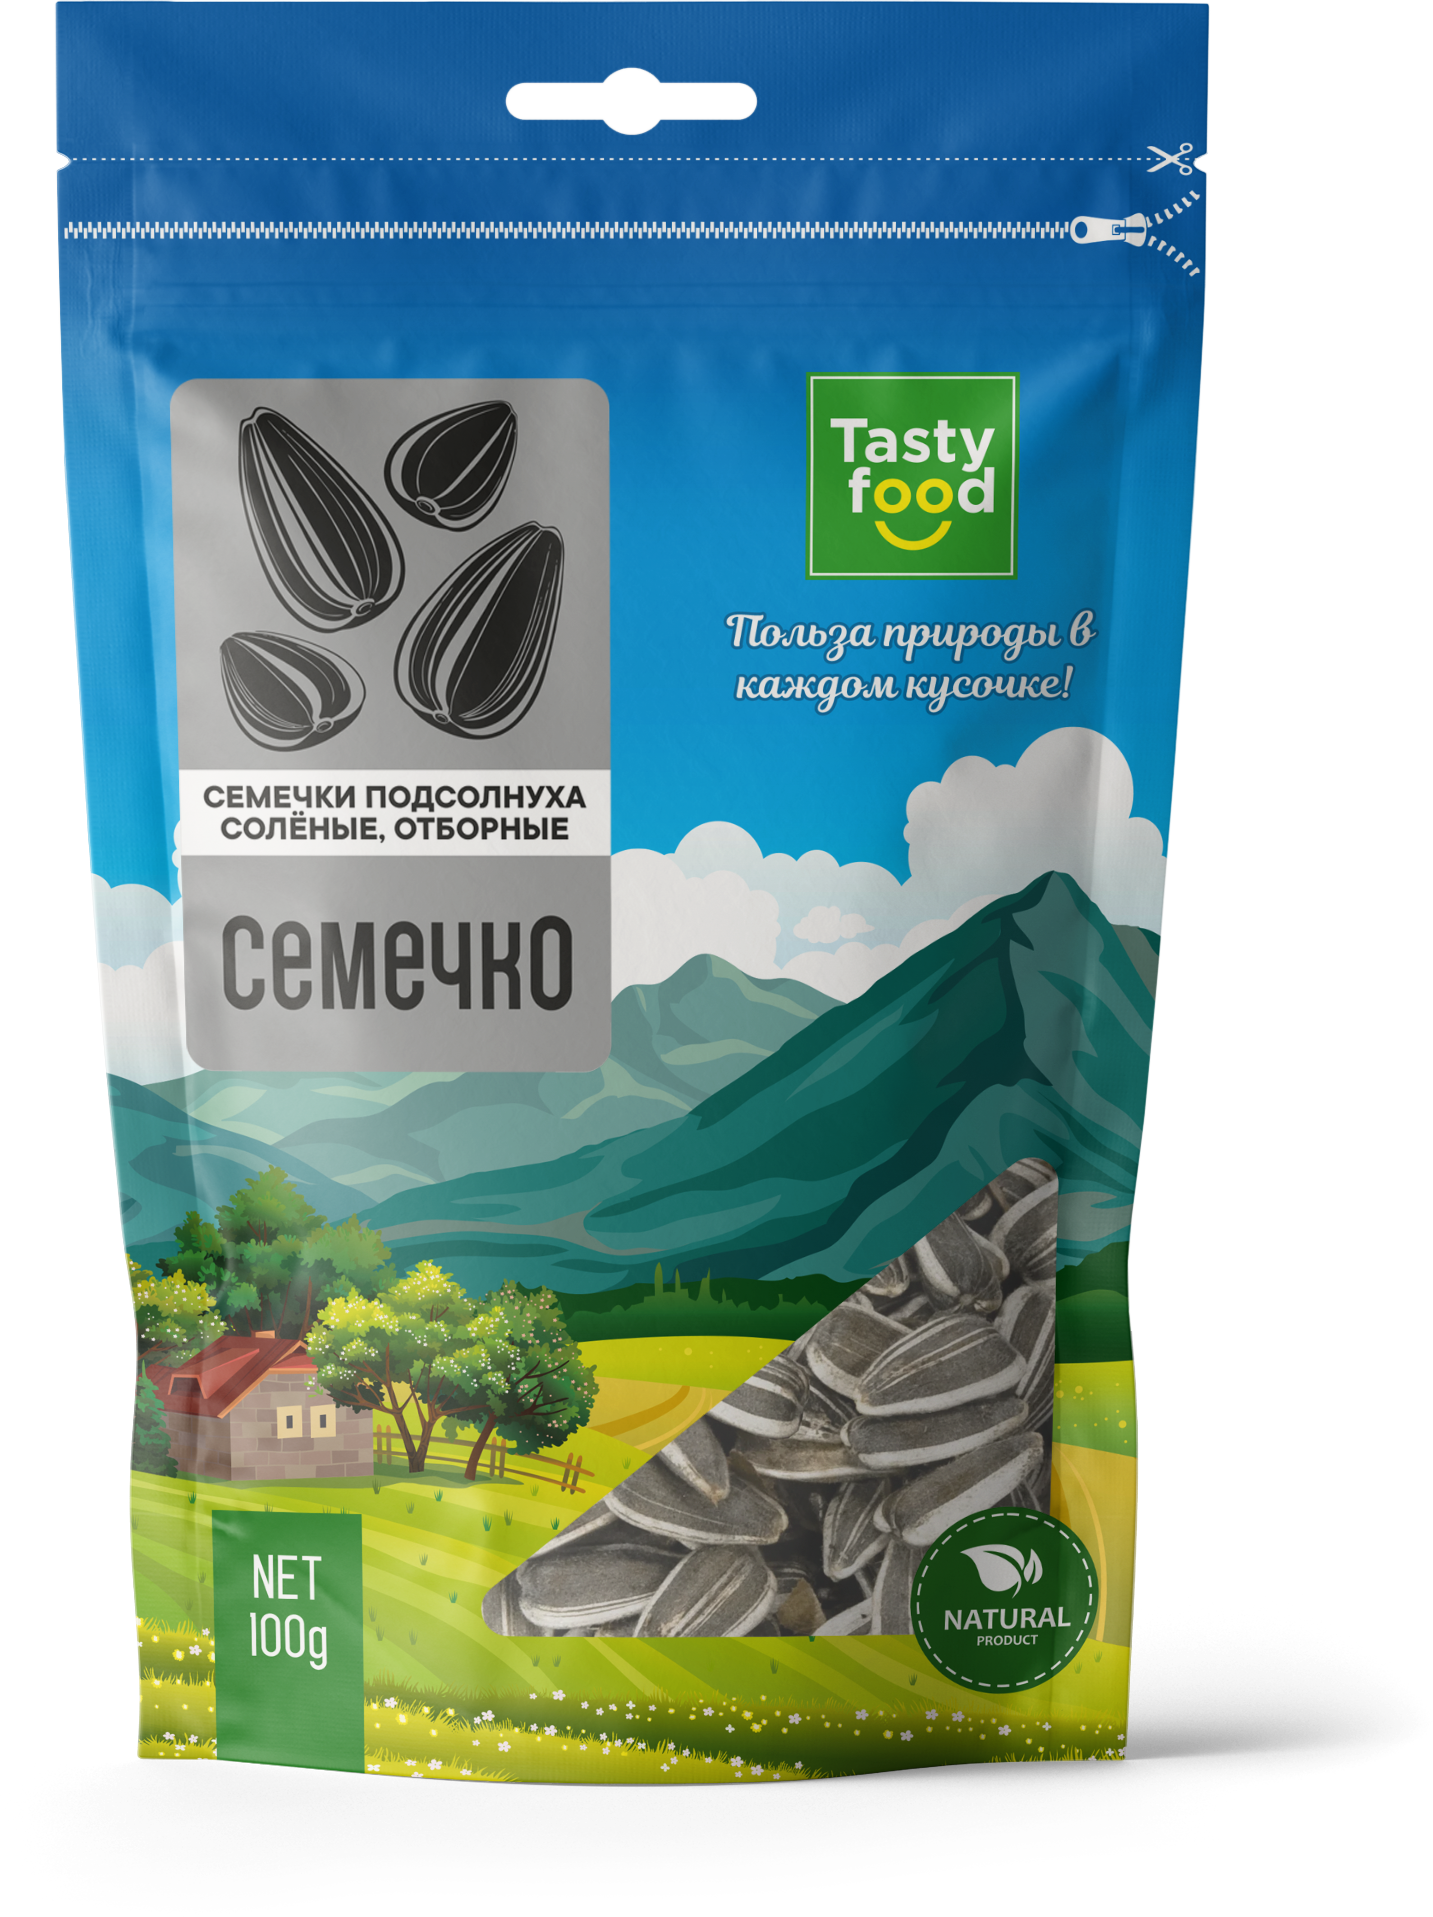 Tasty
food
Польза природы в
каждом кусочке!
СЕМЕЧКИ ПОДСОЛНУХА
СОЛЁНЫЕ, ОТБОРНЫЕ
семечко
NET
100g
NATURAL
PRODUCT